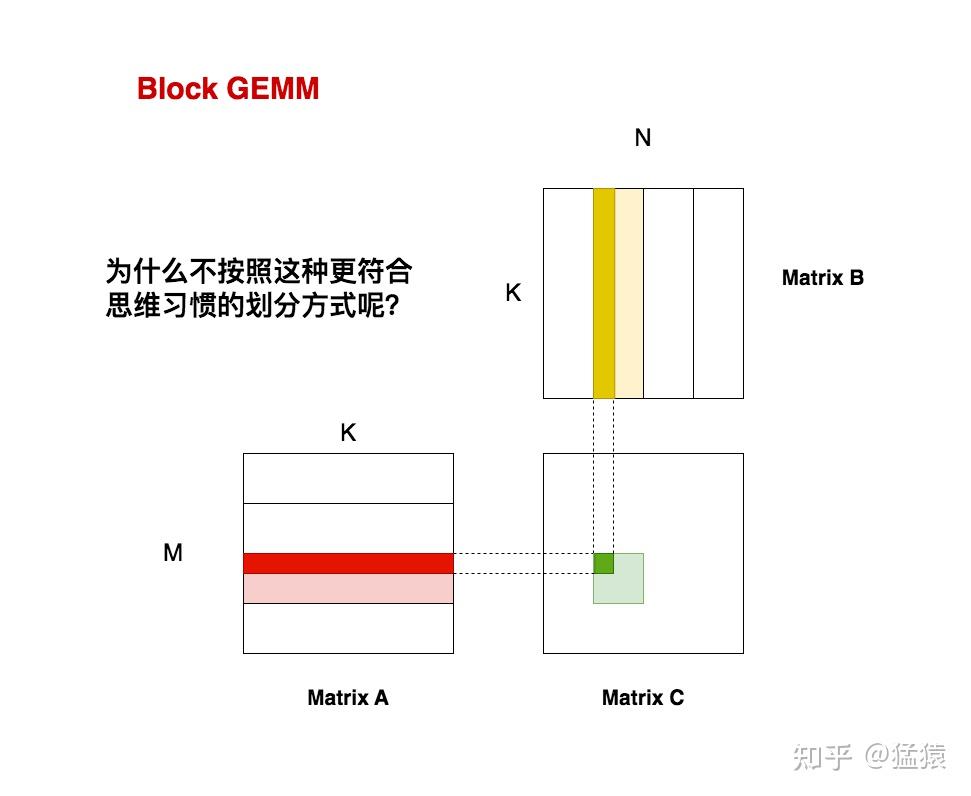 Block GEMM
N
为什么不按照这种更符合
思维习惯的划分方式呢？
K
Matrix B
K
M
Matrix A
Matrix C
知乎 @猛猿